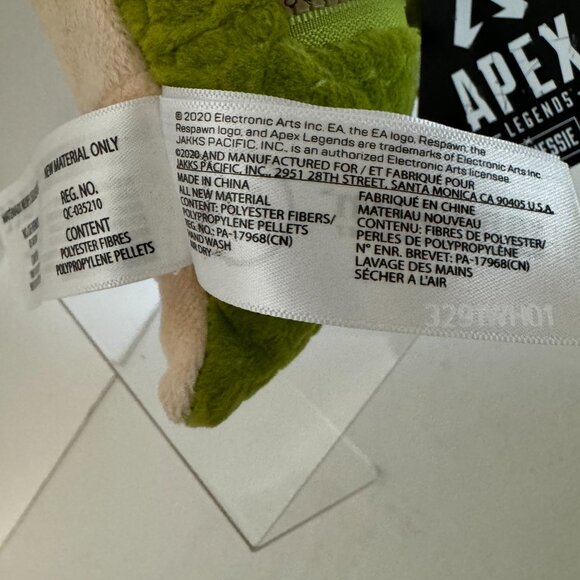 APEX
LEGENDS
NESSIE
NEW MATERIAL ONLY
REG. NO.
QC-035210
CONTENT
POLYESTER FIBRES
POLYPROPYLENE PELLETS
©2020 Electronic Arts Inc. EA, the EA logo, Respawn, the
Respawn logo, and Apex Legends are trademarks of Electronic Arts Inc.
JAKKS PACIFIC, INC. is an authorized Electronic Arts licensee.
©2020 AND MANUFACTURED FOR / ET FABRIQUÉ POUR
JAKKS PACIFIC, INC., 2951 28TH STREET, SANTA MONICA CA 90405 U.S.A.
MADE IN CHINA
ALL NEW MATERIAL
CONTENT: POLYESTER FIBERS/
POLYPROPYLENE PELLETS
REG. NO.: PA-17968(CN)
HAND WASH
AIR DRY
FABRIQUÉ EN CHINE
MATERIAU NOUVEAU
CONTENU: FIBRES DE POLYESTER/
PERLES DE POLYPROPYLÈNE
N° ENR. BREVET: PA-17968(CN)
LAVAGE DES MAINS
SÉCHER A L'AIR